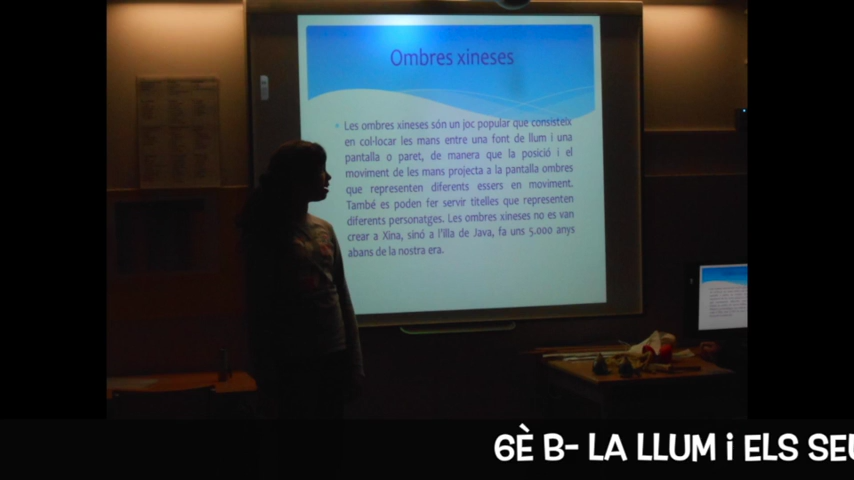 Ombres xineses
Les ombres xineses són un joc popular que consisteix
en col·locar les mans entre una font de llum i una
pantalla o paret, de manera que la posició i el
moviment de les mans projecta a la pantalla ombres
que representen diferents essers en moviment.
També es poden fer servir titelles que representen
diferents personatges. Les ombres xineses no es van
crear a Xina, sinó a l'illa de Java, fa uns 5.000 anys
abans de la nostra era.
6È B- LA LLUM i ELS SEU